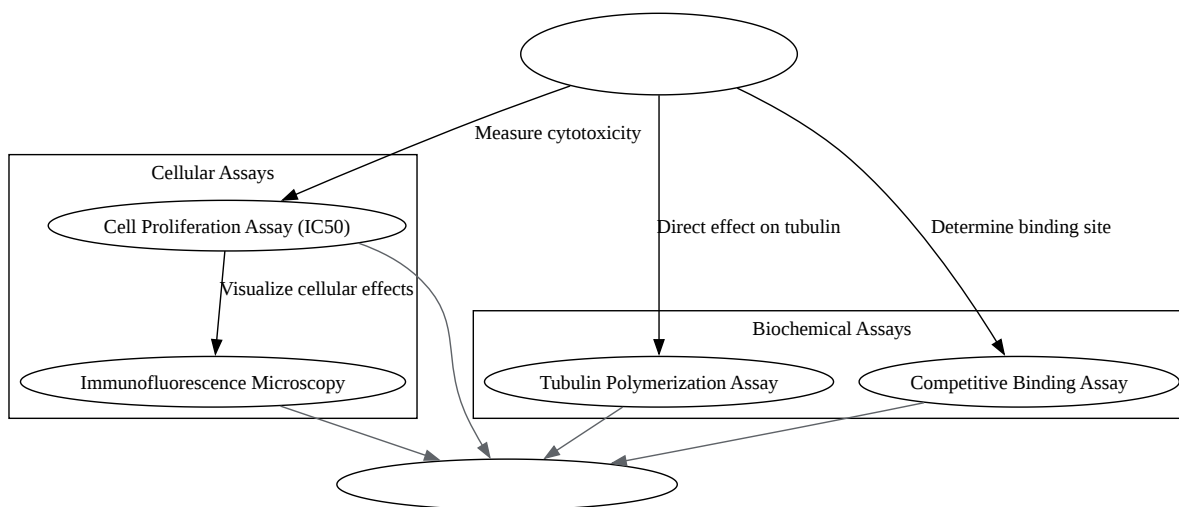 Measure cytotoxicity
Cellular Assays
Cell Proliferation Assay (IC50)
Direct effect on tubulin
Determine binding site
Visualize cellular effects
Biochemical Assays
Immunofluorescence Microscopy
Tubulin Polymerization Assay
Competitive Binding Assay